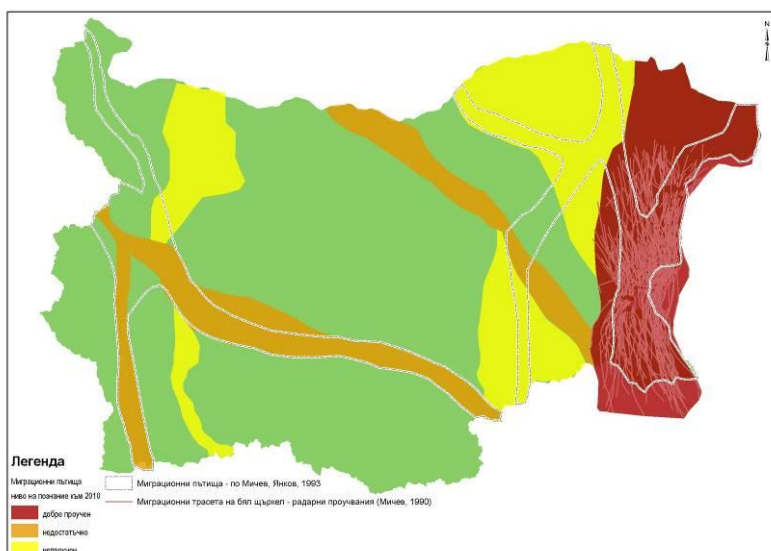 N
Легенда
Миграционни пътища
ниво на познание към 2010
добре проучен
недостатъчно
непроучен
Миграционни пътища - по Мичев, Янков, 1993
Миграционни трасета на бял щъркел - радарни проучвания (Мичев, 1990)